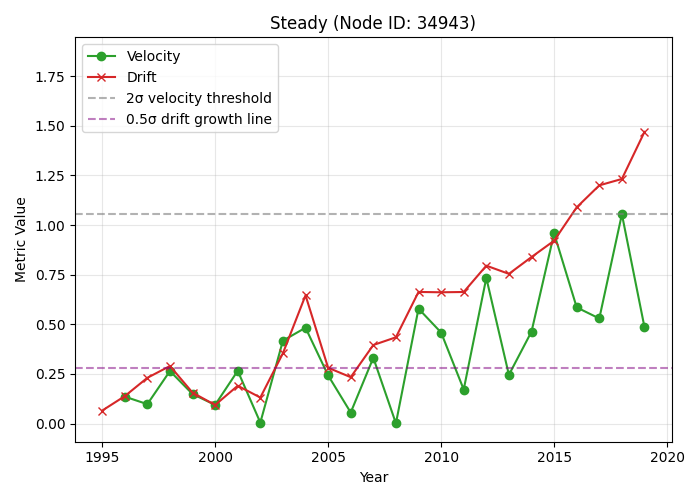 Steady (Node ID: 34943)
Velocity
Drift
2σ velocity threshold
0.5σ drift growth line
Metric Value
1.75
1.50
1.25
1.00
0.75
0.50
0.25
0.00
1995
2000
2005
2010
2015
2020
Year